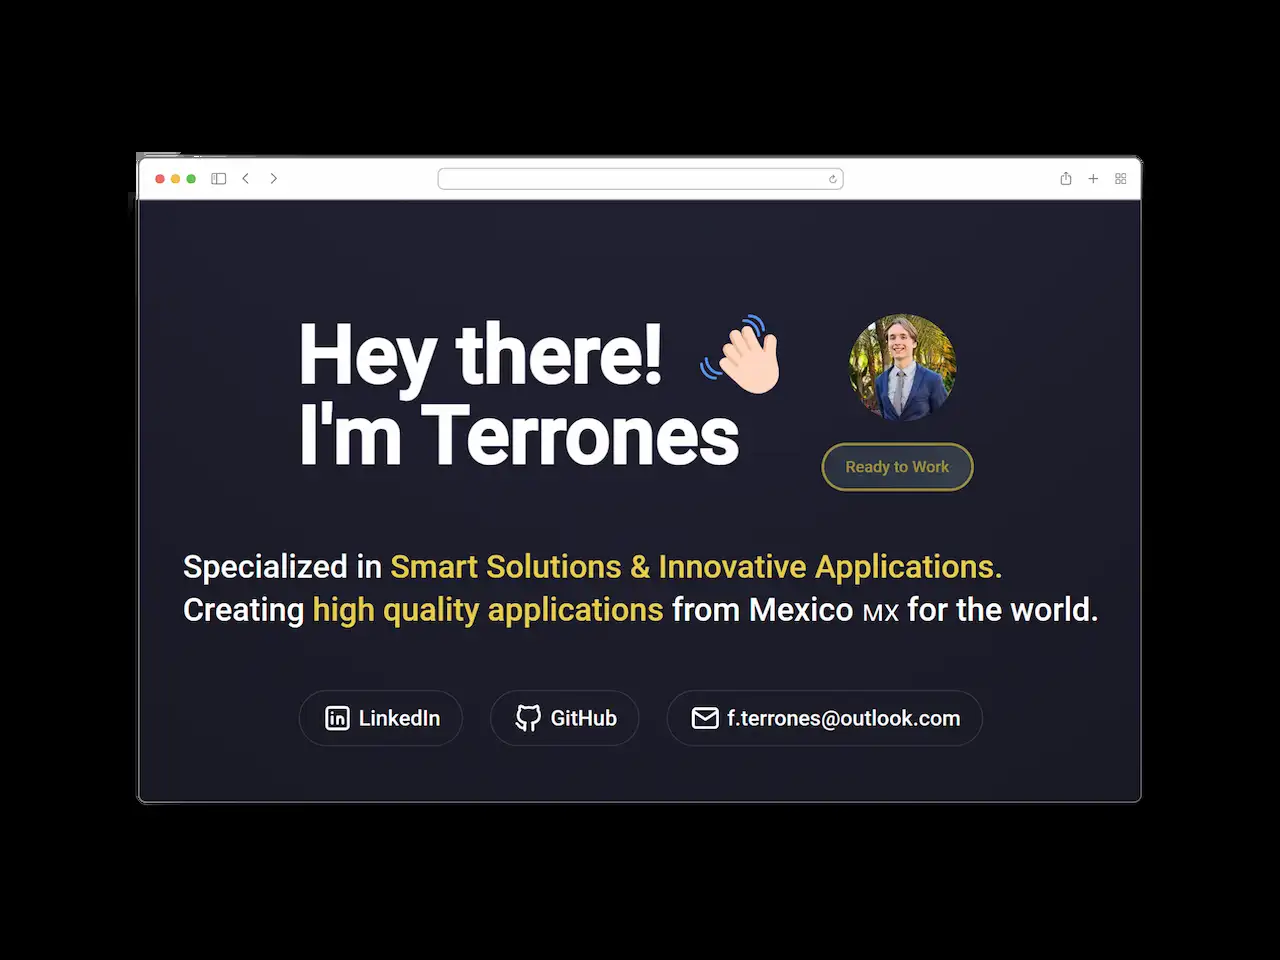 Hey there!
I'm Terrones
Ready to Work
Specialized in Smart Solutions & Innovative Applications.
Creating high quality applications from Mexico MX for the world.
LinkedIn
GitHub
f.terrones@outlook.com